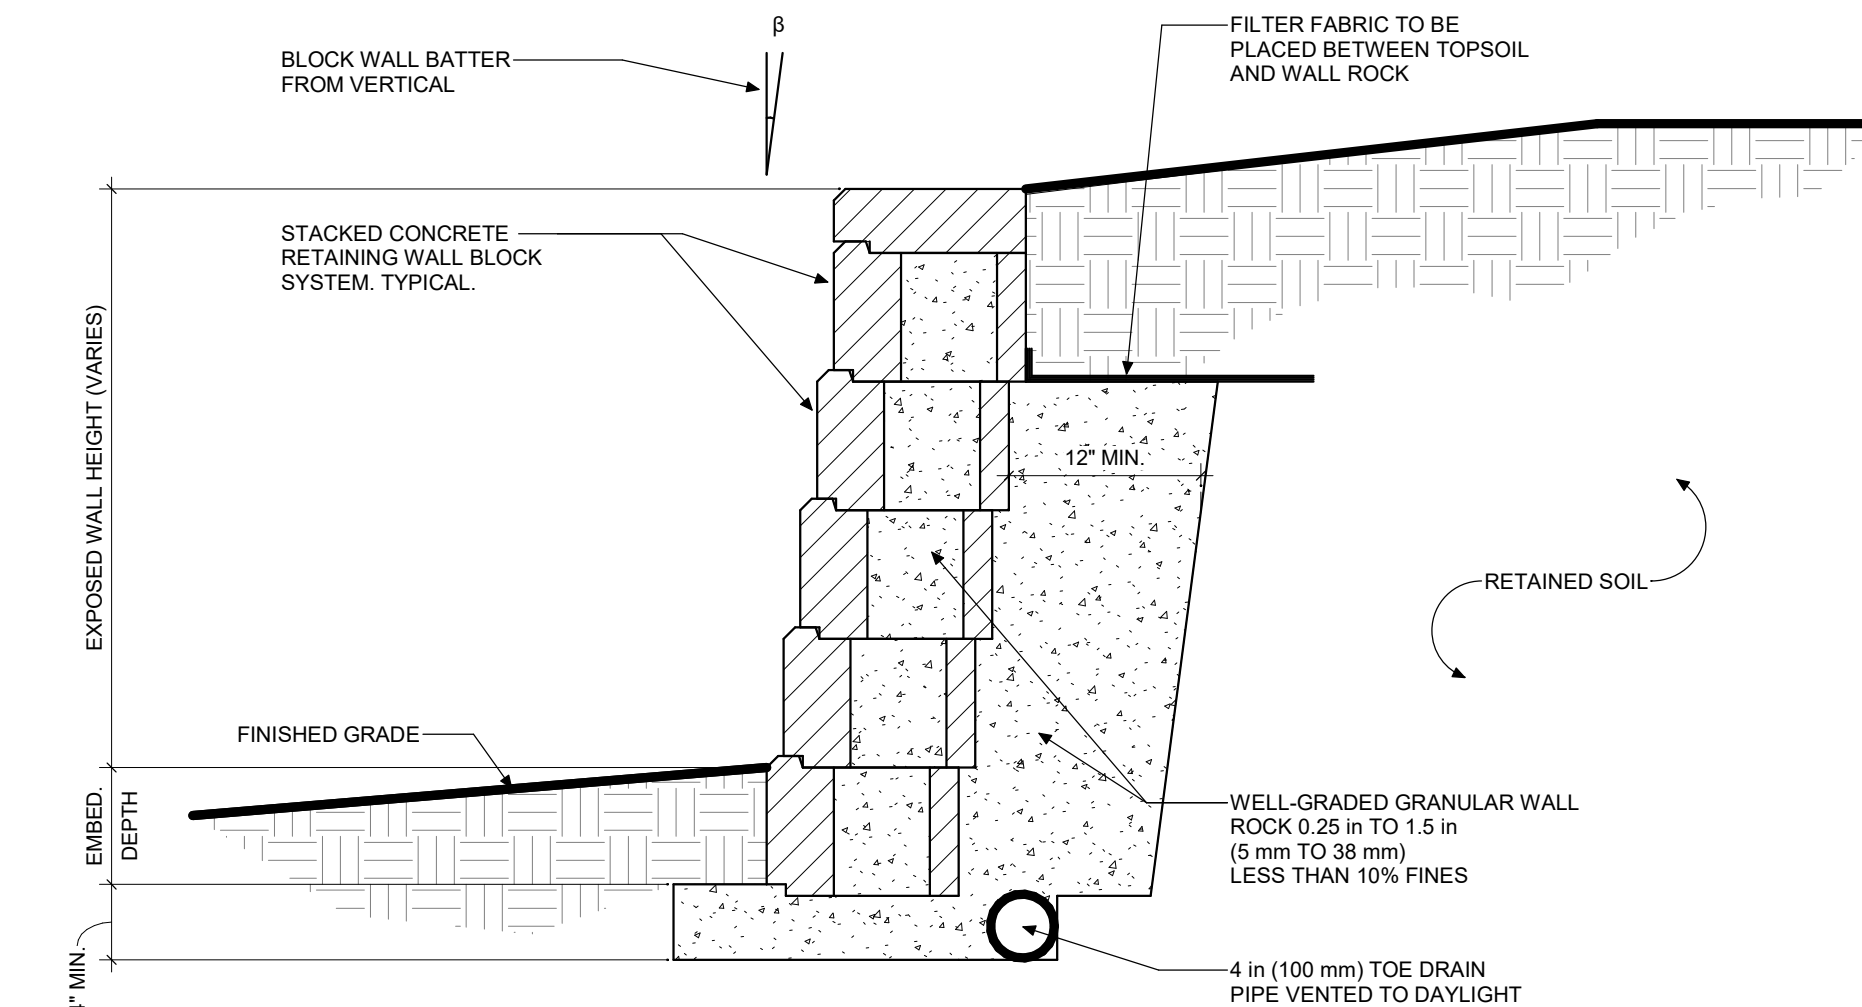 β
BLOCK WALL BATTER
FROM VERTICAL
FILTER FABRIC TO BE
PLACED BETWEEN TOPSOIL
AND WALL ROCK
STACKED CONCRETE
RETAINING WALL BLOCK
SYSTEM. TYPICAL.
EXPOSED WALL HEIGHT (VARIES)
12" MIN.
RETAINED SOIL
FINISHED GRADE
EMBED.
DEPTH
WELL-GRADED GRANULAR WALL
ROCK 0.25 in TO 1.5 in
(5 mm TO 38 mm)
LESS THAN 10% FINES
MIN.
4 in (100 mm) TOE DRAIN
PIPE VENTED TO DAYLIGHT